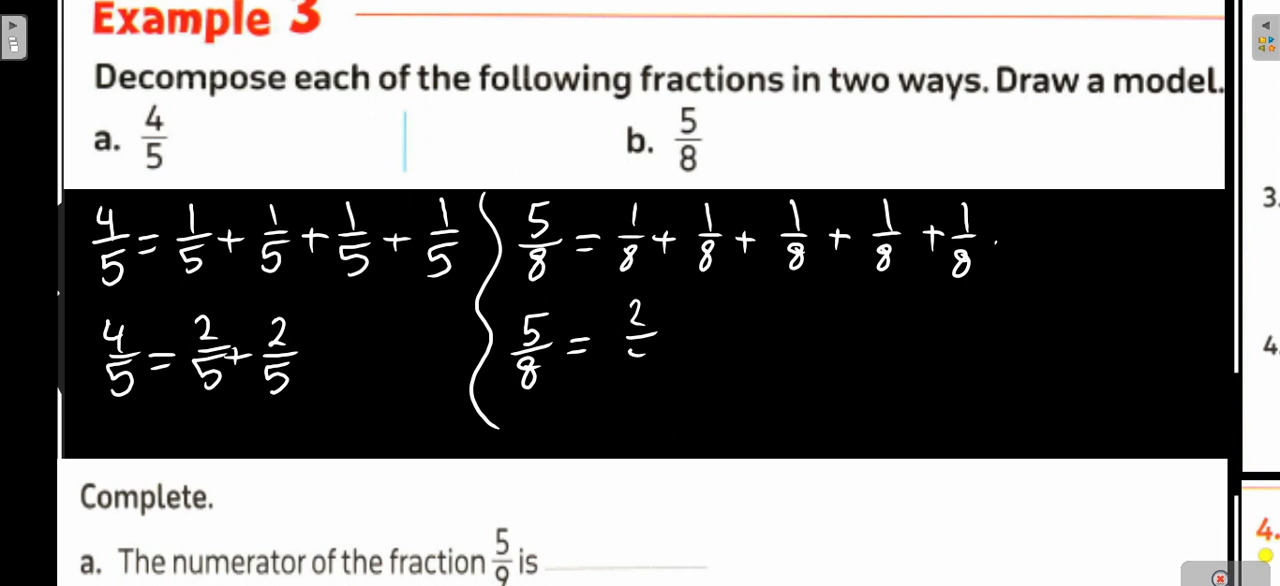 Example 3
Decompose each of the following fractions in two ways. Draw a model.
a. 4/5 b. 5/8
4/5 = 1/5 + 1/5 + 1/5 + 1/5
5/8 = 1/8 + 1/8 + 1/8 + 1/8 + 1/8
4/5 = 2/5 + 2/5
5/8 = 2/
Complete.
a. The numerator of the fraction 5/9 is
3.
4.
4.